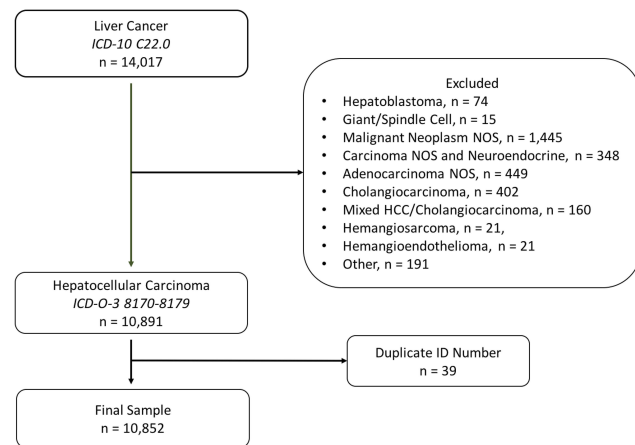 Liver Cancer
ICD-10 C22.0
n = 14,017
Excluded
• Hepatoblastoma, n = 74
• Giant/Spindle Cell, n = 15
• Malignant Neoplasm NOS, n = 1,445
• Carcinoma NOS and Neuroendocrine, n = 348
• Adenocarcinoma NOS, n = 449
• Cholangiocarcinoma, n = 402
• Mixed HCC/Cholangiocarcinoma, n = 160
• Hemangiosarcoma, n = 21,
• Hemangioendothelioma, n = 21
• Other, n = 191
Hepatocellular Carcinoma
ICD-O-3 8170-8179
n = 10,891
Duplicate ID Number
n = 39
Final Sample
n = 10,852